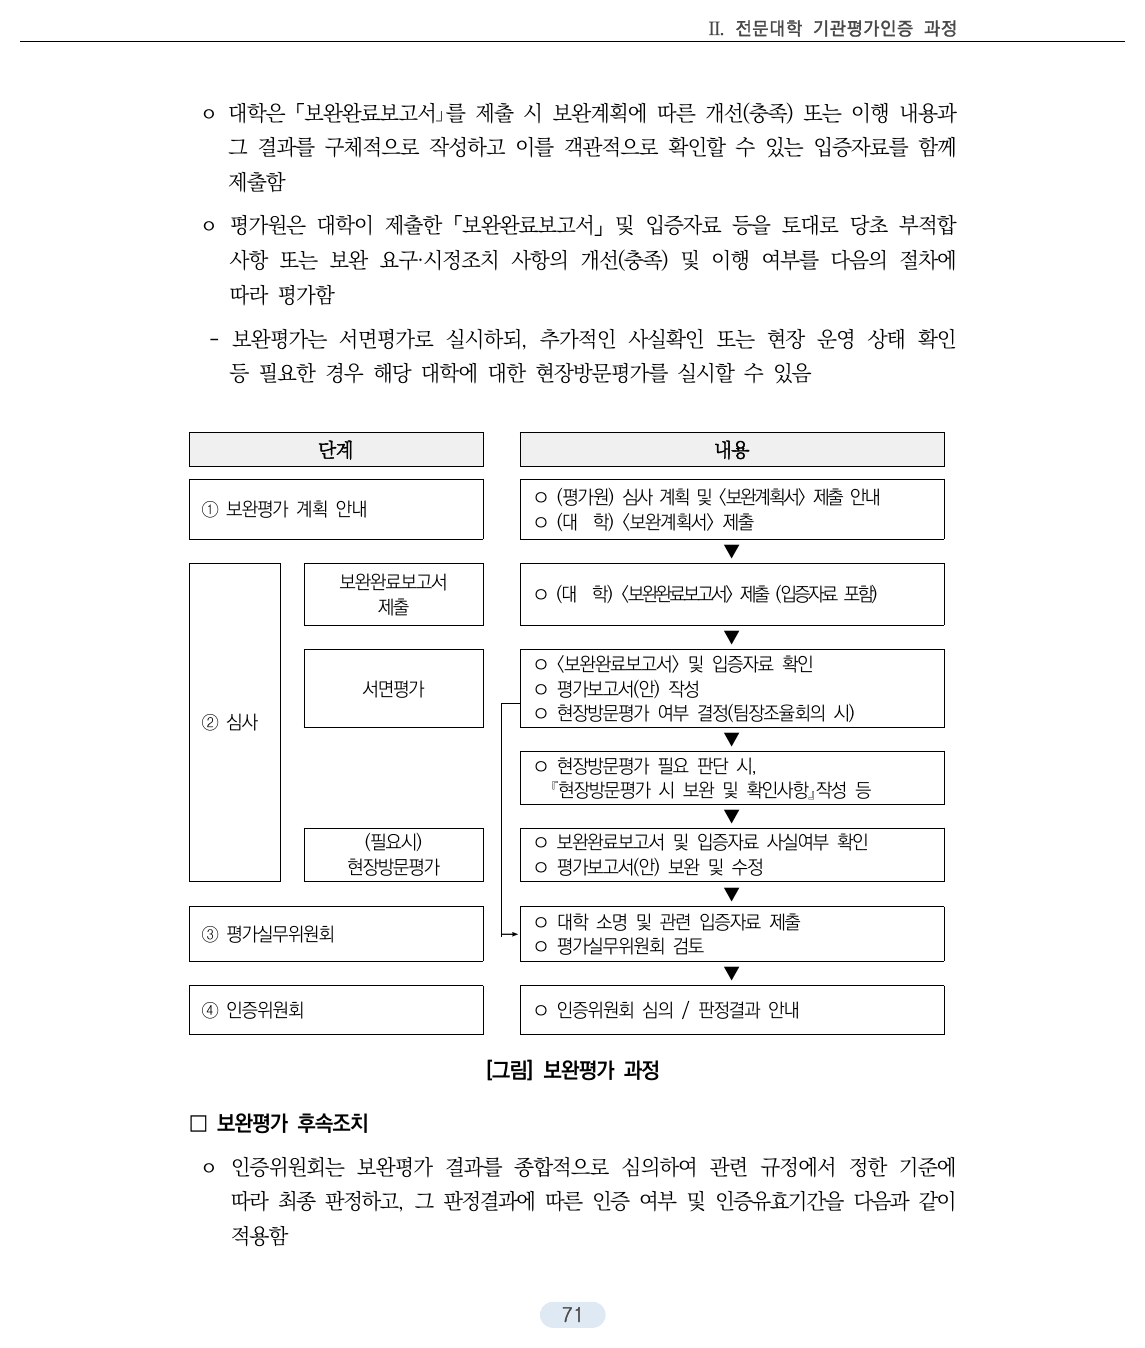 II. 전문대학 기관평가인증 과정
ㅇ 대학은 「보완완료보고서」를 제출 시 보완계획에 따른 개선(충족) 또는 이행 내용과
그 결과를 구체적으로 작성하고 이를 객관적으로 확인할 수 있는 입증자료를 함께
제출함
ㅇ 평가원은 대학이 제출한 「보완완료보고서」 및 입증자료 등을 토대로 당초 부적합
사항 또는 보완 요구·시정조치 사항의 개선(충족) 및 이행 여부를 다음의 절차에
따라 평가함
- 보완평가는 서면평가로 실시하되, 추가적인 사실확인 또는 현장 운영 상태 확인
등 필요한 경우 해당 대학에 대한 현장방문평가를 실시할 수 있음
단계
내용
① 보완평가 계획 안내
ㅇ (평가원) 심사 계획 및 〈보완계획서〉 제출 안내
ㅇ (대 학) 〈보완계획서〉 제출
▼
② 심사
보완완료보고서
제출
ㅇ (대 학) 〈보완완료보고서〉 제출 (입증자료 포함)
▼
서면평가
ㅇ 〈보완완료보고서〉 및 입증자료 확인
ㅇ 평가보고서(안) 작성
ㅇ 현장방문평가 여부 결정(팀장조율회의 시)
▼
ㅇ 현장방문평가 필요 판단 시,
『현장방문평가 시 보완 및 확인사항』작성 등
▼
(필요시)
현장방문평가
ㅇ 보완완료보고서 및 입증자료 사실여부 확인
ㅇ 평가보고서(안) 보완 및 수정
▼
③ 평가실무위원회
ㅇ 대학 소명 및 관련 입증자료 제출
ㅇ 평가실무위원회 검토
▼
④ 인증위원회
ㅇ 인증위원회 심의 / 판정결과 안내
[그림] 보완평가 과정
□ 보완평가 후속조치
ㅇ 인증위원회는 보완평가 결과를 종합적으로 심의하여 관련 규정에서 정한 기준에
따라 최종 판정하고, 그 판정결과에 따른 인증 여부 및 인증유효기간을 다음과 같이
적용함
71